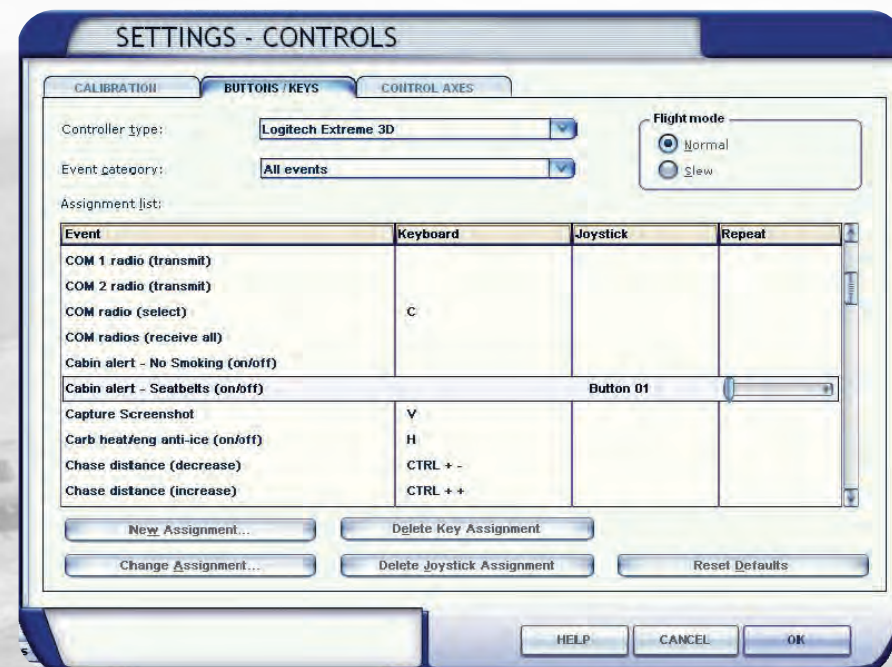 SETTINGS - CONTROLS
CALIBRATION BUTTONS / KEYS CONTROL AXES
Controller type: Logitech Extreme 3D
Flight mode
Normal
Event category: All events
Slew
Assignment list:
Event Keyboard Joystick Repeat
COM 1 radio (transmit)
COM 2 radio (transmit)
COM radio (select) C
COM radios (receive all)
Cabin alert - No Smoking (on/off)
Cabin alert - Seatbelts (on/off) Button 01
Capture Screenshot V
Carb heat/eng anti-ice (on/off) H
Chase distance (decrease) CTRL + -
Chase distance (increase) CTRL + +
New Assignment... Delete Key Assignment
Change Assignment... Delete Joystick Assignment Reset Defaults
HELP CANCEL OK
s